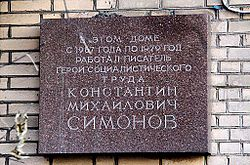 В ЭТОМ ДОМЕ
С 1967 ГОДА ПО 1979 ГОД
РАБОТАЛ ПИСАТЕЛЬ
ГЕРОЙ СОЦИАЛИСТИЧЕСКОГО
ТРУДА
КОНСТАНТИН
МИХАЙЛОВИЧ
СИМОНОВ